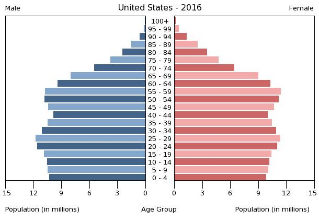 United States - 2016
Male
Female
100+
95 - 99
90 - 94
85 - 89
80 - 84
75 - 79
70 - 74
65 - 69
60 - 64
55 - 59
50 - 54
45 - 49
40 - 44
35 - 39
30 - 34
25 - 29
20 - 24
15 - 19
10 - 14
5 - 9
0 - 4
15 12 9 6 3 0 0 3 6 9 12 15
Population (in millions) Age Group Population (in millions)